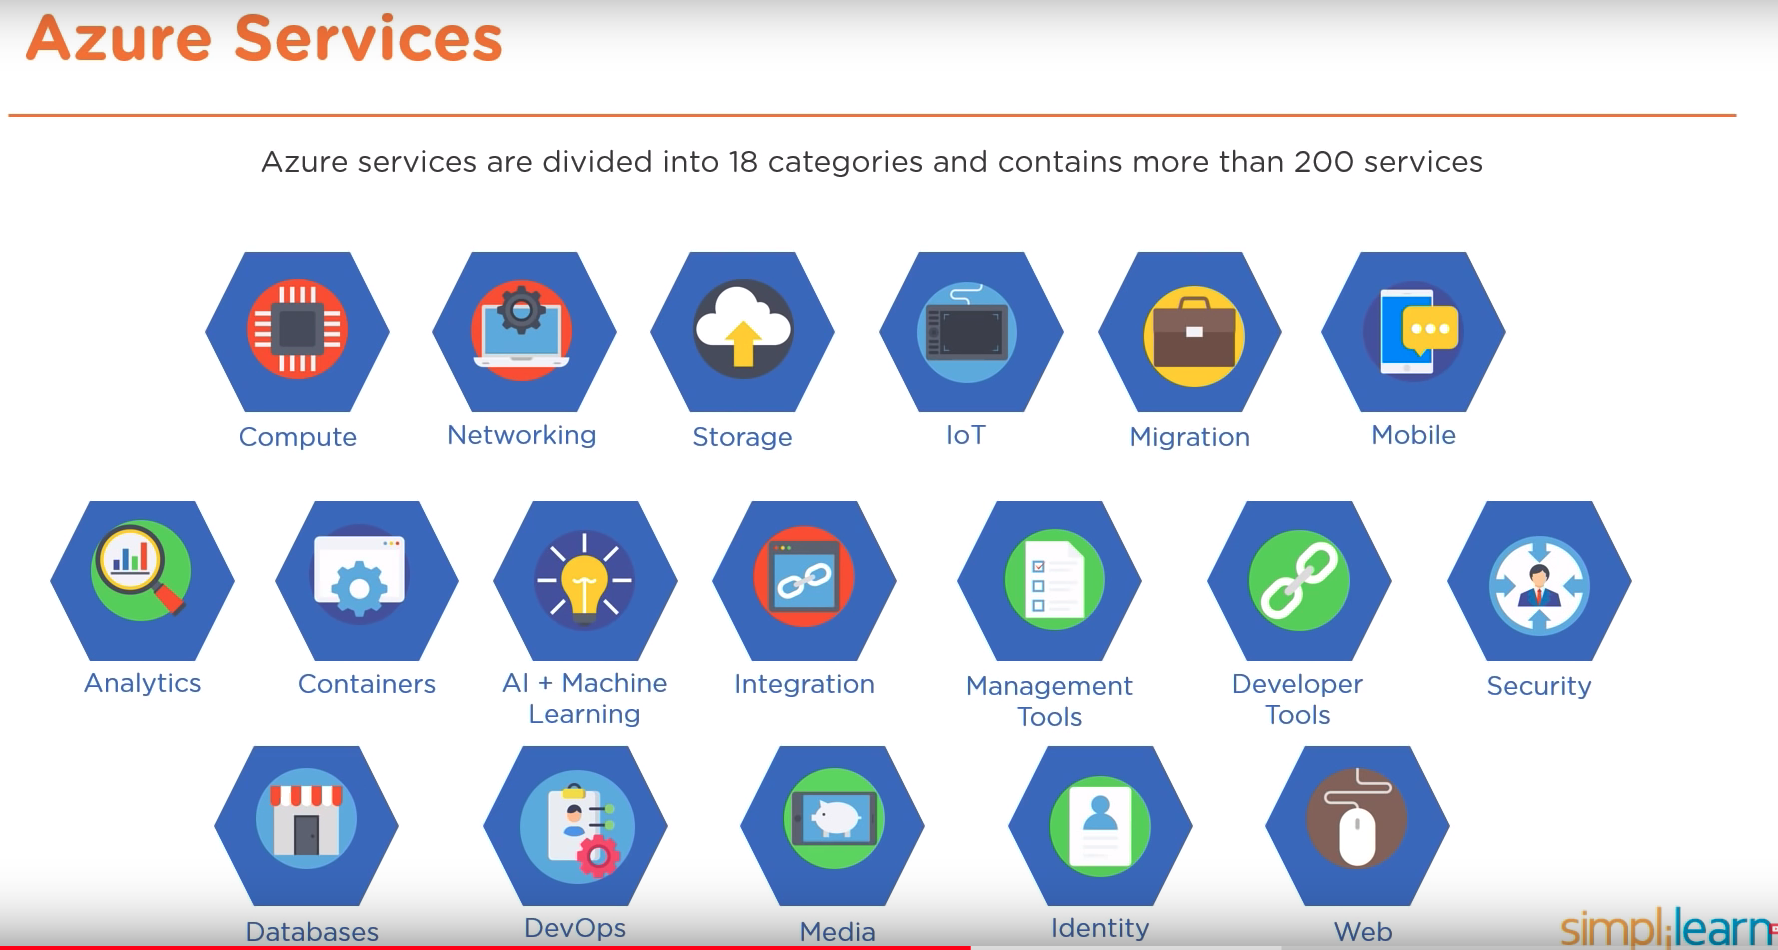 Azure Services
Azure services are divided into 18 categories and contains more than 200 services
Compute
Networking
Storage
IoT
Migration
Mobile
Analytics
Containers
AI + Machine
Learning
Integration
Management
Tools
Developer
Tools
Security
Databases
DevOps
Media
Identity
Web
simplilearn